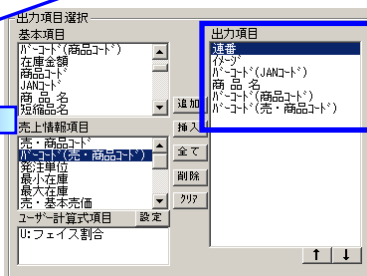 出力項目選択
基本項目
ﾊﾞｰｺｰﾄﾞ(商品ｺｰﾄﾞ)
在庫金額
商品ｺｰﾄﾞ
JANｺｰﾄﾞ
商 品 名
短縮品名
売上情報項目
売・商品ｺｰﾄﾞ
ﾊﾞｰｺｰﾄﾞ(売・商品ｺｰﾄﾞ)
発注単位
最小在庫
最大在庫
売・基本売価
ユーザー計算式項目
設定
U:フェイス割合
追加
挿入
全て
削除
ｸﾘｱ
出力項目
連番
ｲﾒｰｼﾞ
ﾊﾞｰｺｰﾄﾞ(JANｺｰﾄﾞ)
商 品 名
ﾊﾞｰｺｰﾄﾞ(商品ｺｰﾄﾞ)
ﾊﾞｰｺｰﾄﾞ(売・商品ｺｰﾄﾞ)
↑ ↓